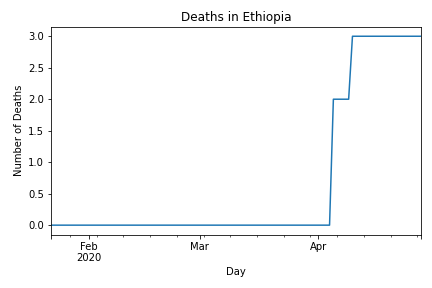 Deaths in Ethiopia
Number of Deaths
3.0
2.5
2.0
1.5
1.0
0.5
0.0
Feb
2020
Mar
Apr
Day